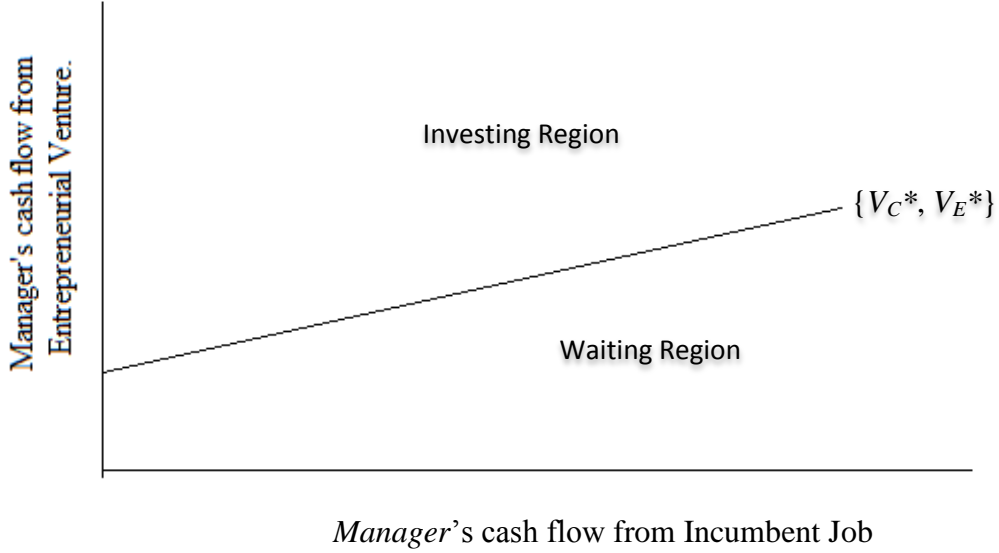 Manager's cash flow from
Entrepreneurial Venture.
Investing Region
{V_C*, V_E*}
Waiting Region
Manager's cash flow from Incumbent Job